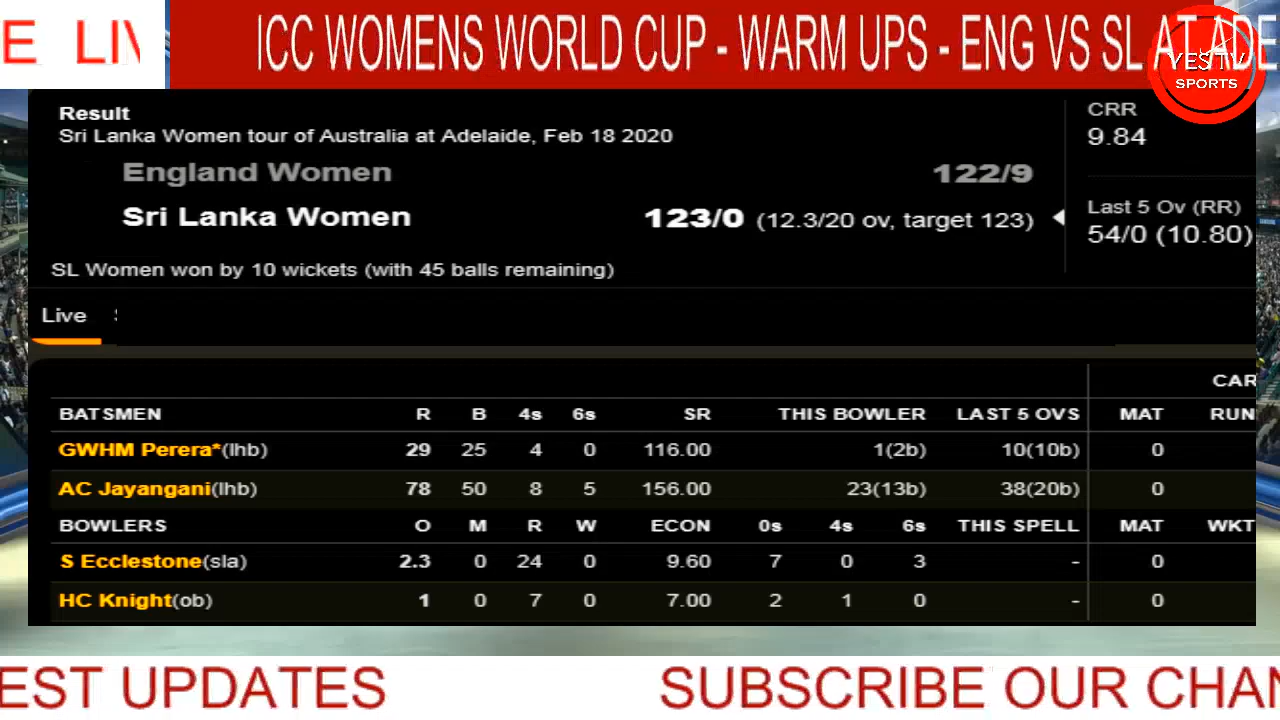 E LIV
ICC WOMENS WORLD CUP - WARM UPS - ENG VS SL AT ADE
YES TV
SPORTS
Result
Sri Lanka Women tour of Australia at Adelaide, Feb 18 2020
England Women 122/9
Sri Lanka Women 123/0 (12.3/20 ov, target 123)
SL Women won by 10 wickets (with 45 balls remaining)
CRR
9.84
Last 5 Ov (RR)
54/0 (10.80)
Live
CAR
BATSMEN R B 4s 6s SR THIS BOWLER LAST 5 OVS MAT RUN
GWHM Perera*(lhb) 29 25 4 0 116.00 1(2b) 10(10b) 0
AC Jayangani(lhb) 78 50 8 5 156.00 23(13b) 38(20b) 0
BOWLERS O M R W ECON 0s 4s 6s THIS SPELL MAT WKT
S Ecclestone(sla) 2.3 0 24 0 9.60 7 0 3 - 0
HC Knight(ob) 1 0 7 0 7.00 2 1 0 - 0
EST UPDATES SUBSCRIBE OUR CHAN